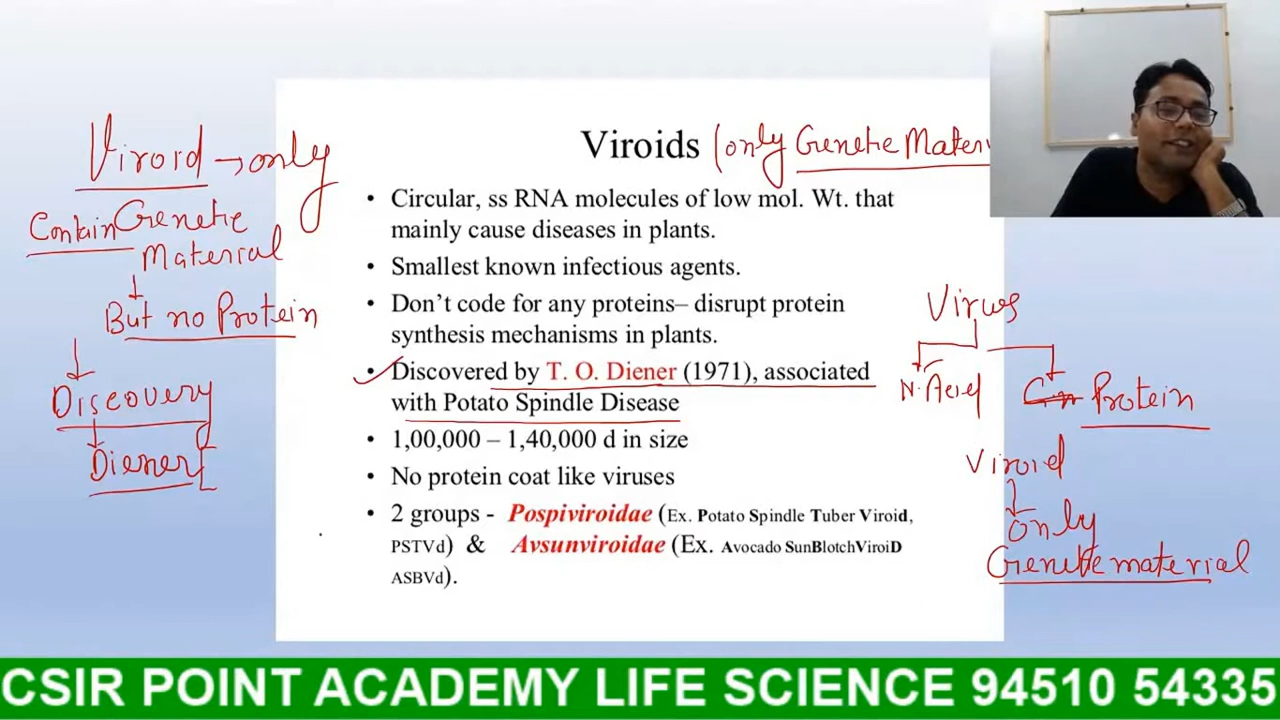 Viroid → only
Contain Genetic
Material
But no Protein
Discovery
Diener
Viroids (only Genetic Materi
• Circular, ss RNA molecules of low mol. Wt. that
mainly cause diseases in plants.
• Smallest known infectious agents.
• Don’t code for any proteins– disrupt protein
synthesis mechanisms in plants.
• Discovered by T. O. Diener (1971), associated
with Potato Spindle Disease
• 1,00,000 – 1,40,000 d in size
• No protein coat like viruses
• 2 groups - Pospiviroidae (Ex. Potato Spindle Tuber Viroid,
PSTVd) & Avsunviroidae (Ex. Avocado SunBlotchViroiD
ASBVd).
Virus
N. Acid Protein
Viroid
only
Genetic material
CSIR POINT ACADEMY LIFE SCIENCE 94510 54335